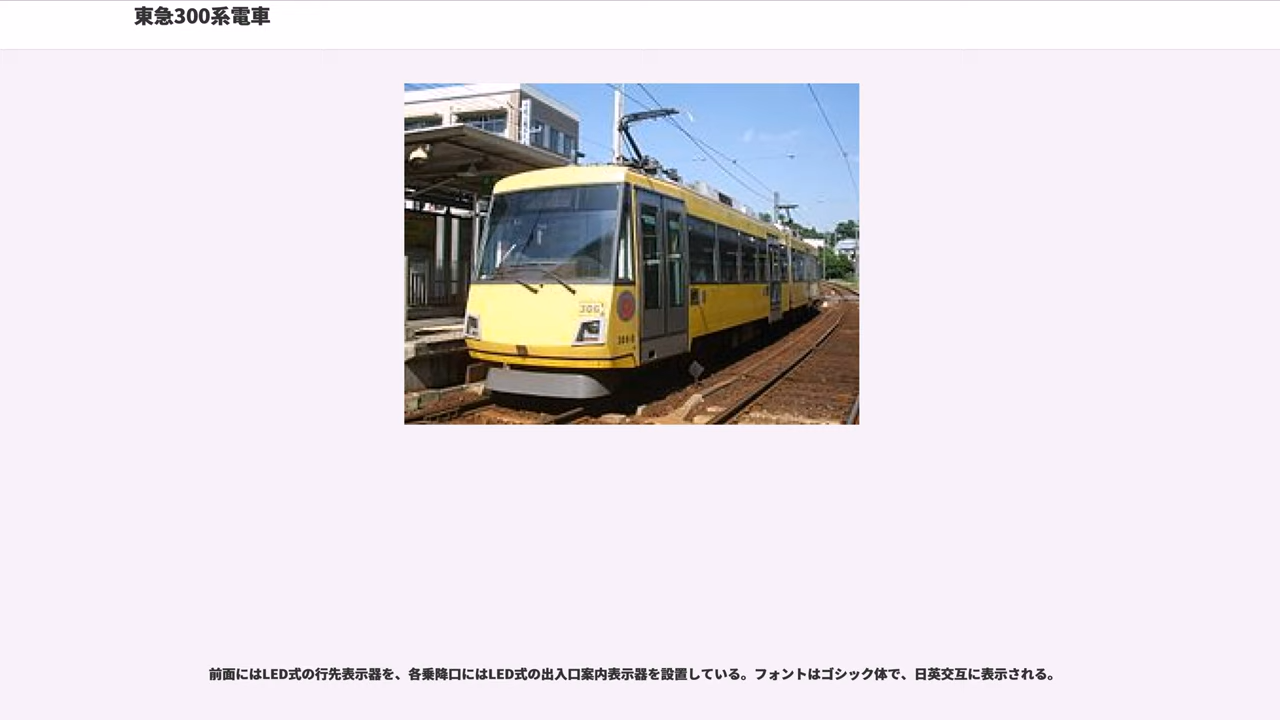 東急300系電車
306
前面にはLED式の行先表示器を、各乗降口にはLED式の出入口案内表示器を設置している。フォントはゴシック体で、日英交互に表示される。